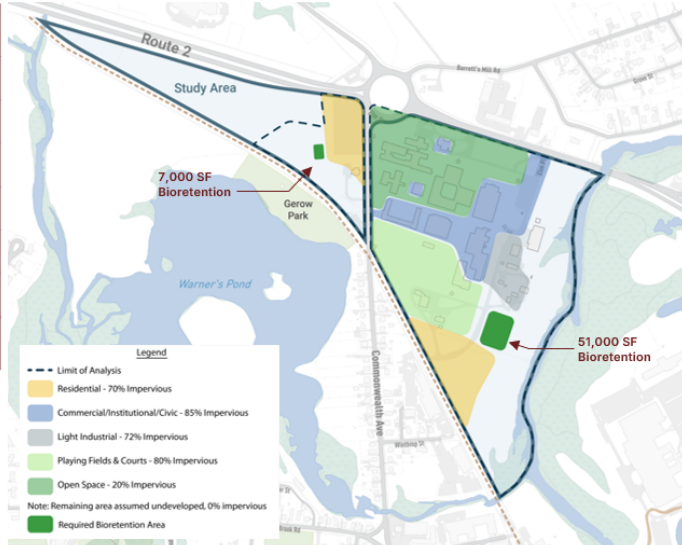 Route 2
Barrett's Mill Rd
Study Area
7,000 SF
Bioretention
Gerow
Park
Warner's Pond
51,000 SF
Bioretention
Commonwealth Ave
Legend
Limit of Analysis
Residential - 70% Impervious
Commercial/Institutional/Civic - 85% Impervious
Light Industrial - 72% Impervious
Playing Fields & Courts - 80% Impervious
Open Space - 20% Impervious
Note: Remaining area assumed undeveloped, 0% impervious
Required Bioretention Area